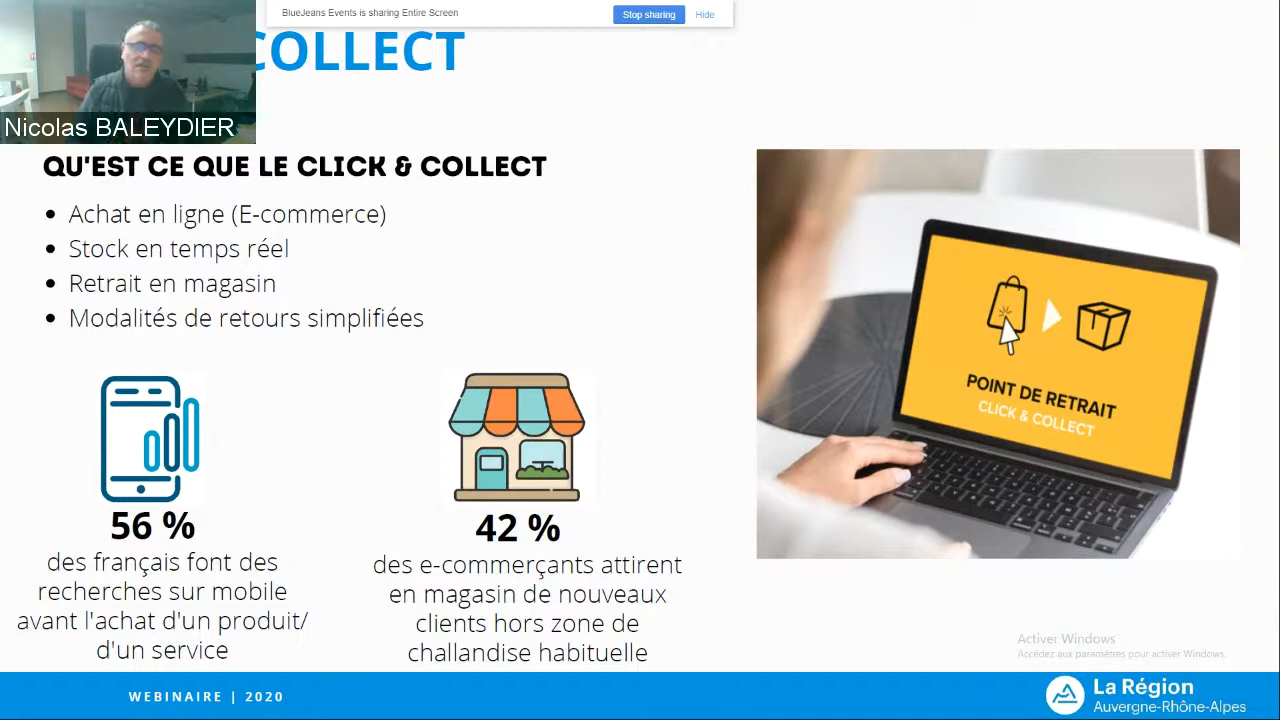 BlueJeans Events is sharing Entire Screen
Stop sharing
Hide
COLLECT
Nicolas BALEYDIER
QU'EST CE QUE LE CLICK & COLLECT
Achat en ligne (E-commerce)
Stock en temps réel
Retrait en magasin
Modalités de retours simplifiées
POINT DE RETRAIT
CLICK & COLLECT
56 %
des français font des
recherches sur mobile
avant l'achat d'un produit/
d'un service
42 %
des e-commerçants attirent
en magasin de nouveaux
clients hors zone de
challandise habituelle
Activer Windows
Accédez aux paramètres pour activer Windows.
WEBINAIRE | 2020
La Région
Auvergne-Rhône-Alpes